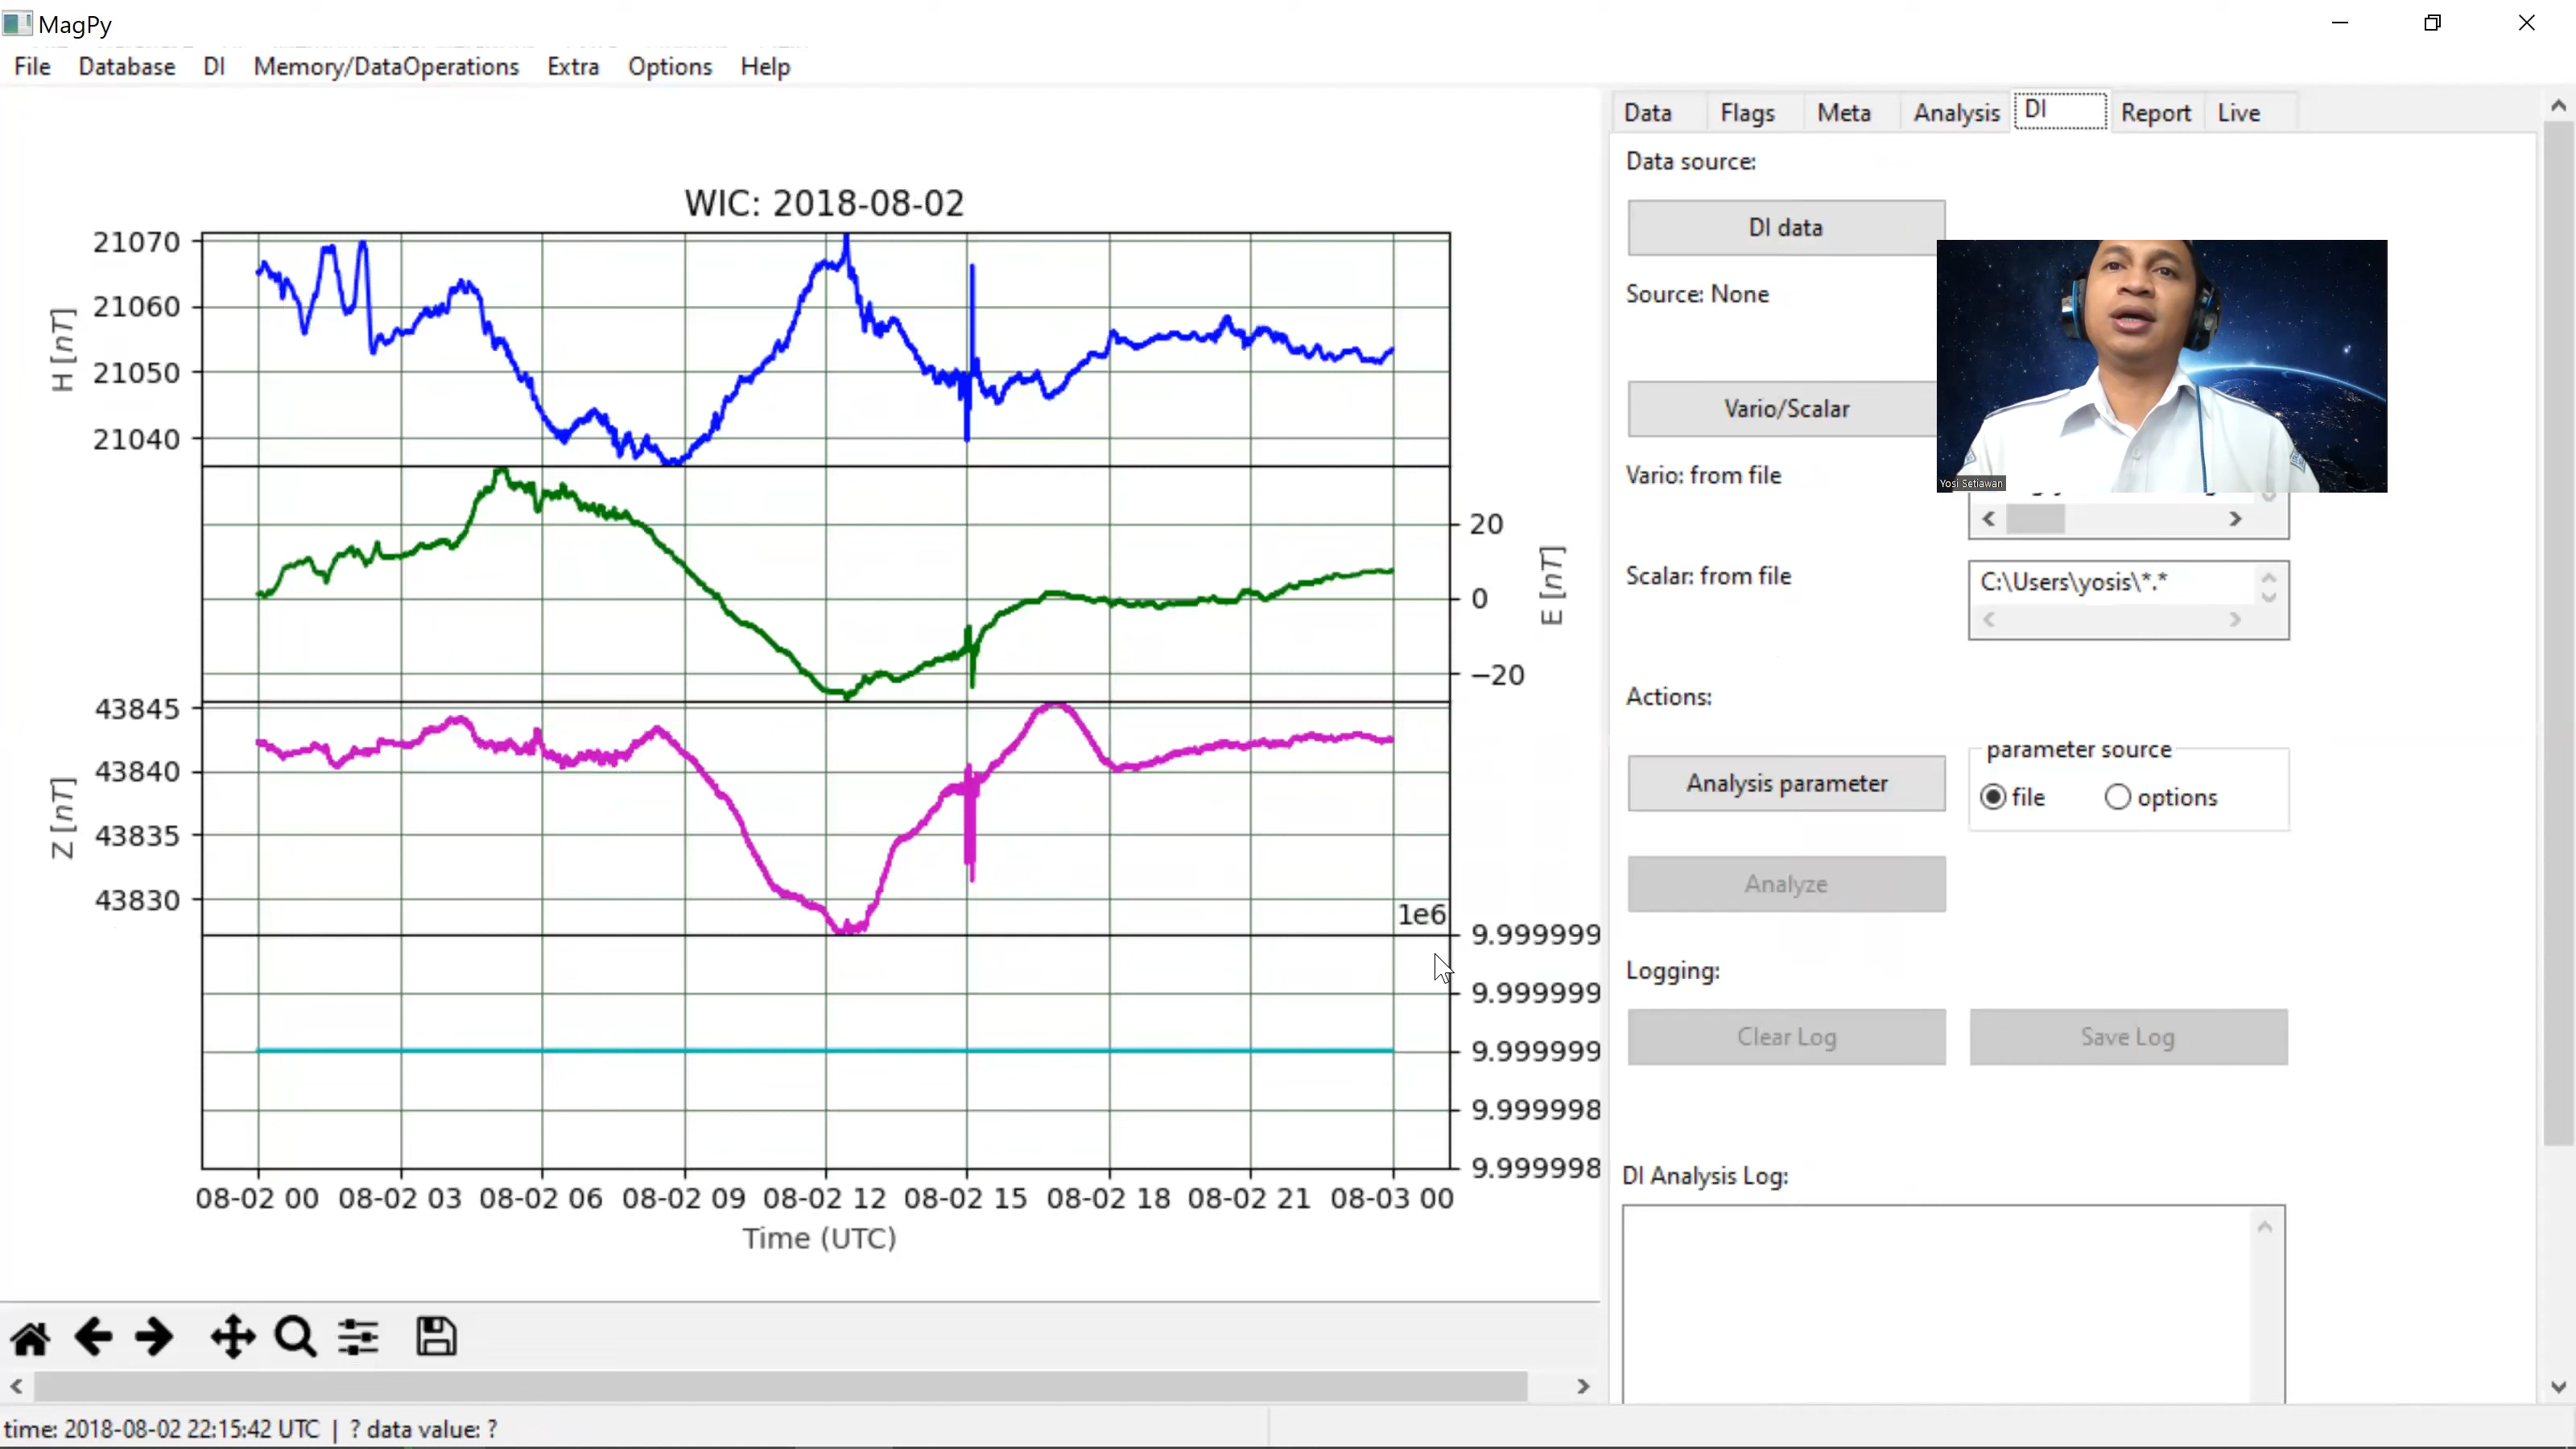 MagPy
File Database DI Memory/DataOperations Extra Options Help
Data Flags Meta Analysis DI Report Live
Data source:
DI data
Source: None
Vario/Scalar
Vario: from file
Yosi Setiawan
Scalar: from file
C:\Users\yosis\*.*
Actions:
Analysis parameter
parameter source
file options
Analyze
Logging:
Clear Log Save Log
DI Analysis Log:
WIC: 2018-08-02
H [nT]
21070
21060
21050
21040
E [nT]
20
0
−20
Z [nT]
43845
43840
43835
43830
1e6
9.999999
9.999999
9.999999
9.999998
9.999998
08-02 00 08-02 03 08-02 06 08-02 09 08-02 12 08-02 15 08-02 18 08-02 21 08-03 00
Time (UTC)
time: 2018-08-02 22:15:42 UTC | ? data value: ?